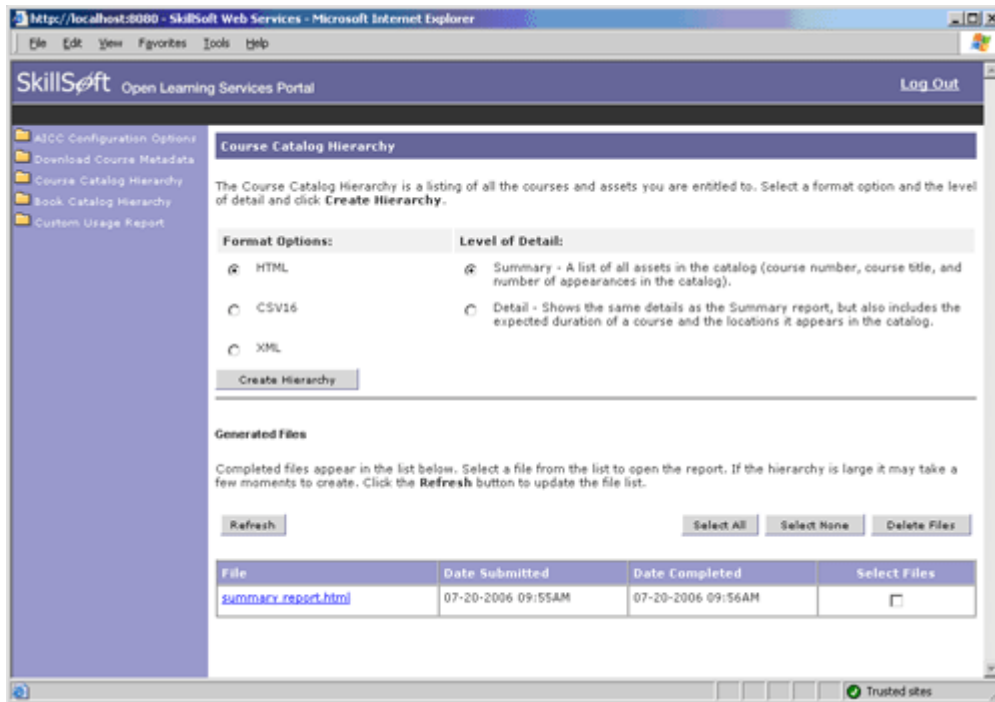 http://localhost:8080 - SkillSoft Web Services - Microsoft Internet Explorer
File Edit View Favorites Tools Help
SkillSoft Open Learning Services Portal
Log Out
AICC Configuration Options
Download Course Metadata
Course Catalog Hierarchy
Book Catalog Hierarchy
Custom Usage Report
Course Catalog Hierarchy
The Course Catalog Hierarchy is a listing of all the courses and assets you are entitled to. Select a format option and the level
of detail and click Create Hierarchy.
Format Options: Level of Detail:
HTML
Summary - A list of all assets in the catalog (course number, course title, and
number of appearances in the catalog).
CSV16
Detail - Shows the same details as the Summary report, but also includes the
expected duration of a course and the locations it appears in the catalog.
XML
Create Hierarchy
Generated Files
Completed files appear in the list below. Select a file from the list to open the report. If the hierarchy is large it may take a
few moments to create. Click the Refresh button to update the file list.
Refresh Select All Select None Delete Files
File Date Submitted Date Completed Select Files
summary report.html 07-20-2006 09:55AM 07-20-2006 09:56AM
Trusted sites